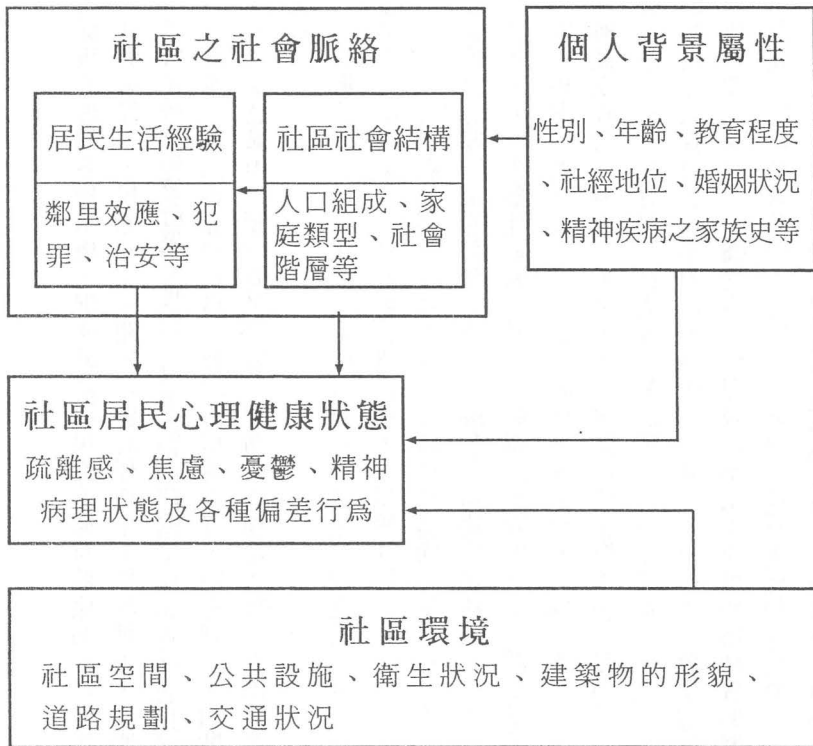 社區之社會脈絡
居民生活經驗
鄰里效應、犯
罪、治安等
社區社會結構
人口組成、家
庭類型、社會
階層等
個人背景屬性
性別、年齡、教育程度
、社經地位、婚姻狀況
、精神疾病之家族史等
社區居民心理健康狀態
疏離感、焦慮、憂鬱、精神
病理狀態及各種偏差行爲
社區環境
社區空間、公共設施、衛生狀況、建築物的形貌、
道路規劃、交通狀況